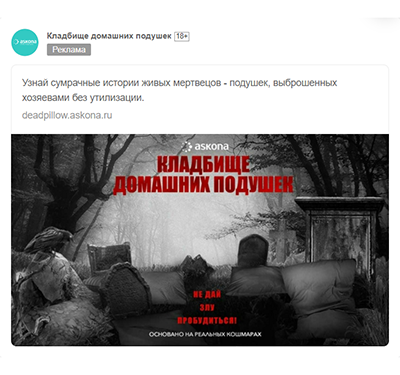 Кладбище домашних подушек 18+
Реклама
Узнай сумрачные истории живых мертвецов - подушек, выброшенных
хозяевами без утилизации.
deadpillow.askona.ru
askona
КЛАДБИЩЕ
ДОМАШНИХ ПОДУШЕК
НЕ ДАЙ
ЗЛУ
ПРОБУДИТЬСЯ!
ОСНОВАНО НА РЕАЛЬНЫХ КОШМАРАХ